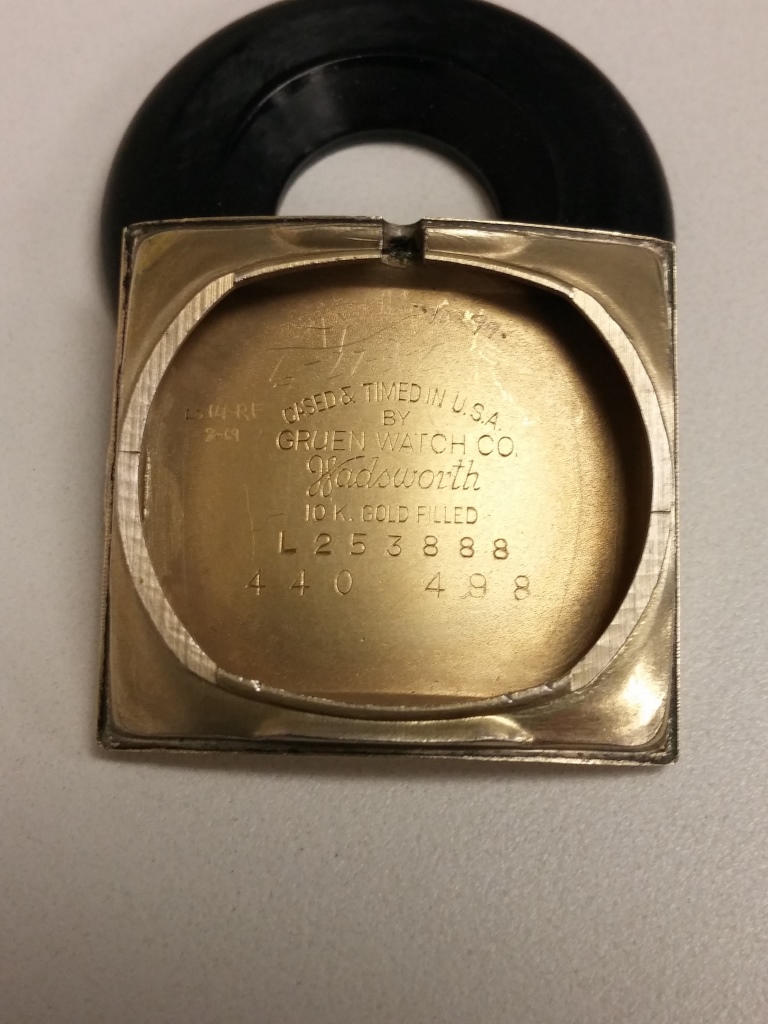 CASED & TIMED IN U.S.A.
BY
GRUEN WATCH CO.
Wadsworth
10 K. GOLD FILLED
L253888
440 498